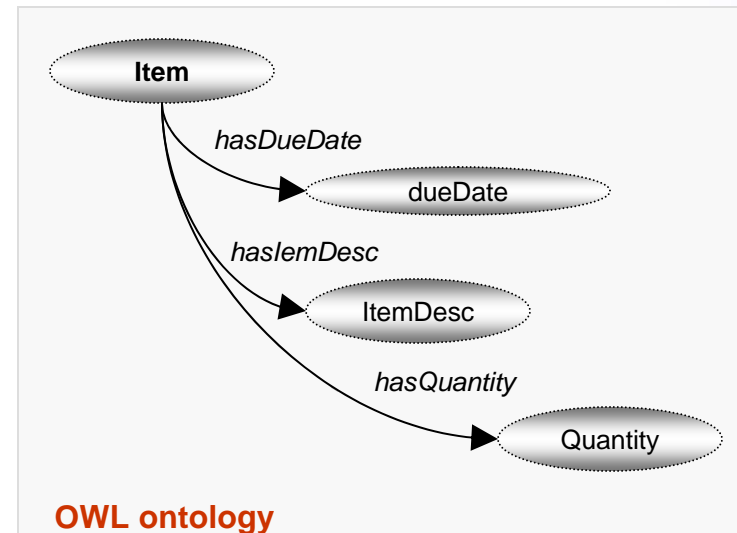 Item
hasDueDate
dueDate
hasIemDesc
ItemDesc
hasQuantity
Quantity
OWL ontology